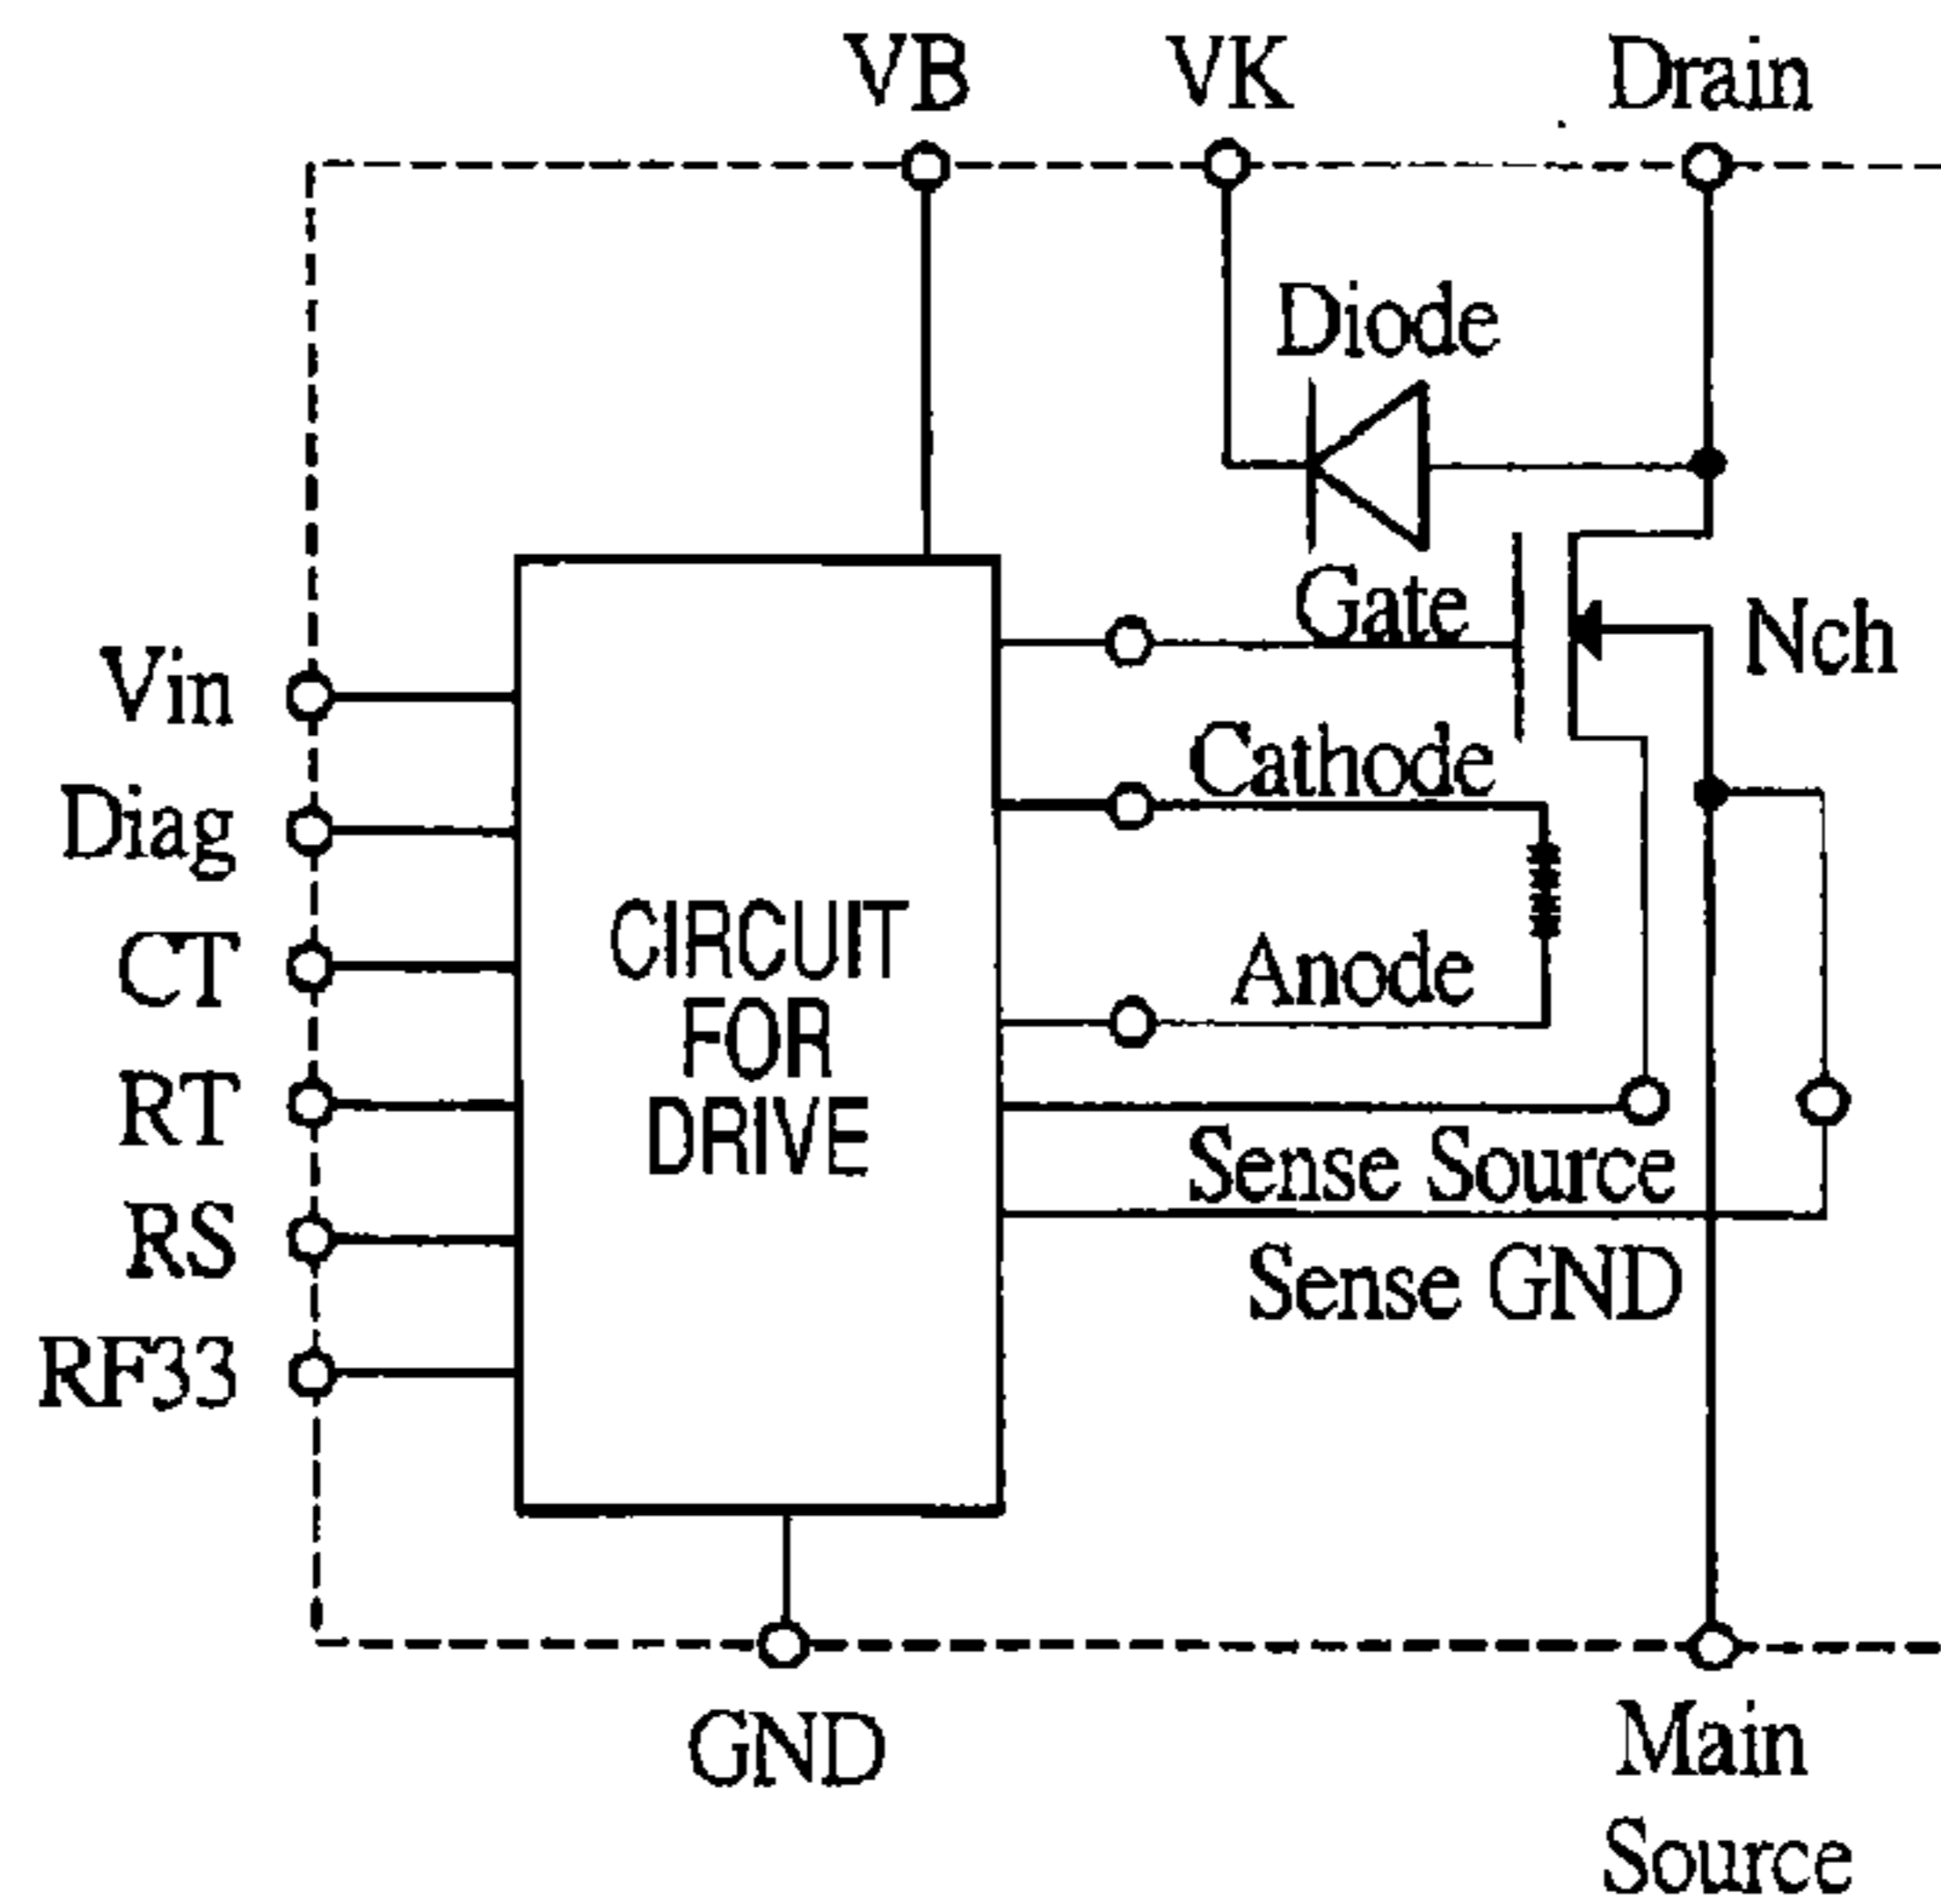 VB VK Drain
Diode
Gate
Nch
Vin
Cathode
Diag
CIRCUIT
FOR
DRIVE
CT
Anode
RT
Sense Source
RS
Sense GND
RF33
GND
Main
Source